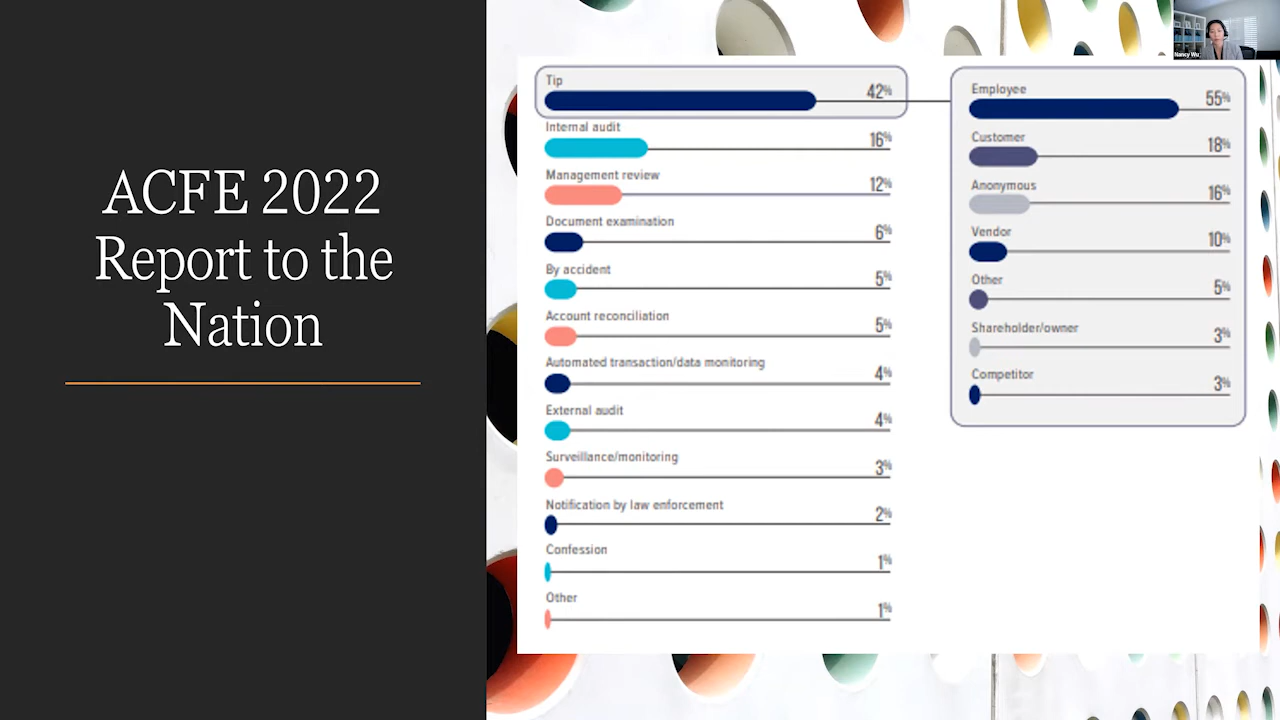 ACFE 2022
Report to the
Nation
Tip
42%
Internal audit
16%
Management review
12%
Document examination
6%
By accident
5%
Account reconciliation
5%
Automated transaction/data monitoring
4%
External audit
4%
Surveillance/monitoring
3%
Notification by law enforcement
2%
Confession
1%
Other
1%
Employee
55%
Customer
18%
Anonymous
16%
Vendor
10%
Other
5%
Shareholder/owner
3%
Competitor
3%
Nancy Wu